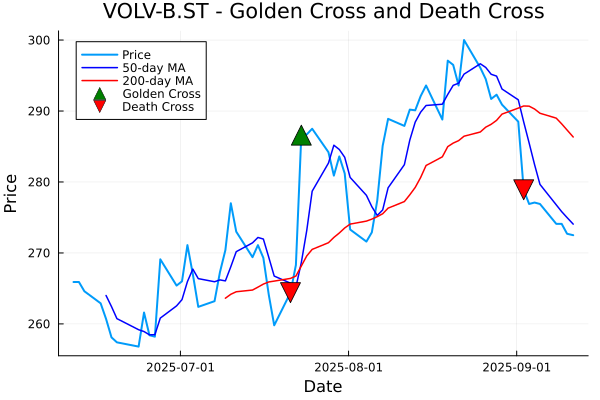 VOLV-B.ST - Golden Cross and Death Cross
300
290
280
270
260
Price
Price
50-day MA
200-day MA
Golden Cross
Death Cross
2025-07-01
2025-08-01
2025-09-01
Date